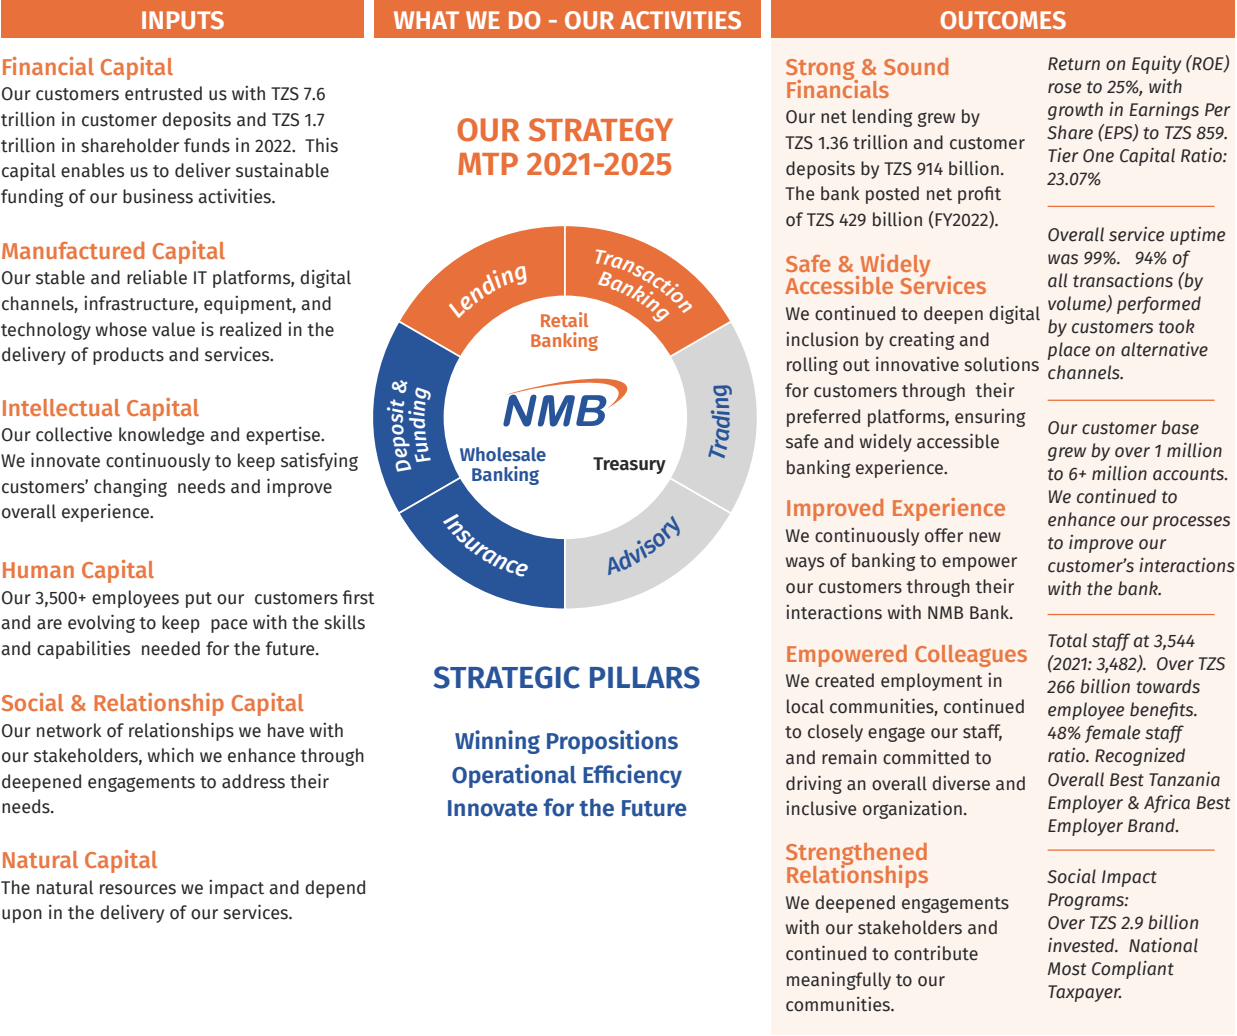 INPUTS
Financial Capital
Our customers entrusted us with TZS 7.6
trillion in customer deposits and TZS 1.7
trillion in shareholder funds in 2022. This
capital enables us to deliver sustainable
funding of our business activities.
Manufactured Capital
Our stable and reliable IT platforms, digital
channels, infrastructure, equipment, and
technology whose value is realized in the
delivery of products and services.
Intellectual Capital
Our collective knowledge and expertise.
We innovate continuously to keep satisfying
customers’ changing needs and improve
overall experience.
Human Capital
Our 3,500+ employees put our customers first
and are evolving to keep pace with the skills
and capabilities needed for the future.
Social & Relationship Capital
Our network of relationships we have with
our stakeholders, which we enhance through
deepened engagements to address their
needs.
Natural Capital
The natural resources we impact and depend
upon in the delivery of our services.
WHAT WE DO - OUR ACTIVITIES
OUR STRATEGY
MTP 2021-2025
Lending
Transaction
Banking
Trading
Advisory
Insurance
Deposit &
Funding
Retail
Banking
NMB
Wholesale
Banking
Treasury
STRATEGIC PILLARS
Winning Propositions
Operational Efficiency
Innovate for the Future
OUTCOMES
Strong & Sound
Financials
Our net lending grew by
TZS 1.36 trillion and customer
deposits by TZS 914 billion.
The bank posted net profit
of TZS 429 billion (FY2022).
Safe & Widely
Accessible Services
We continued to deepen digital
inclusion by creating and
rolling out innovative solutions
for customers through their
preferred platforms, ensuring
safe and widely accessible
banking experience.
Improved Experience
We continuously offer new
ways of banking to empower
our customers through their
interactions with NMB Bank.
Empowered Colleagues
We created employment in
local communities, continued
to closely engage our staff,
and remain committed to
driving an overall diverse and
inclusive organization.
Strengthened
Relationships
We deepened engagements
with our stakeholders and
continued to contribute
meaningfully to our
communities.
Return on Equity (ROE)
rose to 25%, with
growth in Earnings Per
Share (EPS) to TZS 859.
Tier One Capital Ratio:
23.07%
Overall service uptime
was 99%. 94% of
all transactions (by
volume) performed
by customers took
place on alternative
channels.
Our customer base
grew by over 1 million
to 6+ million accounts.
We continued to
enhance our processes
to improve our
customer’s interactions
with the bank.
Total staff at 3,544
(2021: 3,482). Over TZS
266 billion towards
employee benefits.
48% female staff
ratio. Recognized
Overall Best Tanzania
Employer & Africa Best
Employer Brand.
Social Impact
Programs:
Over TZS 2.9 billion
invested. National
Most Compliant
Taxpayer.